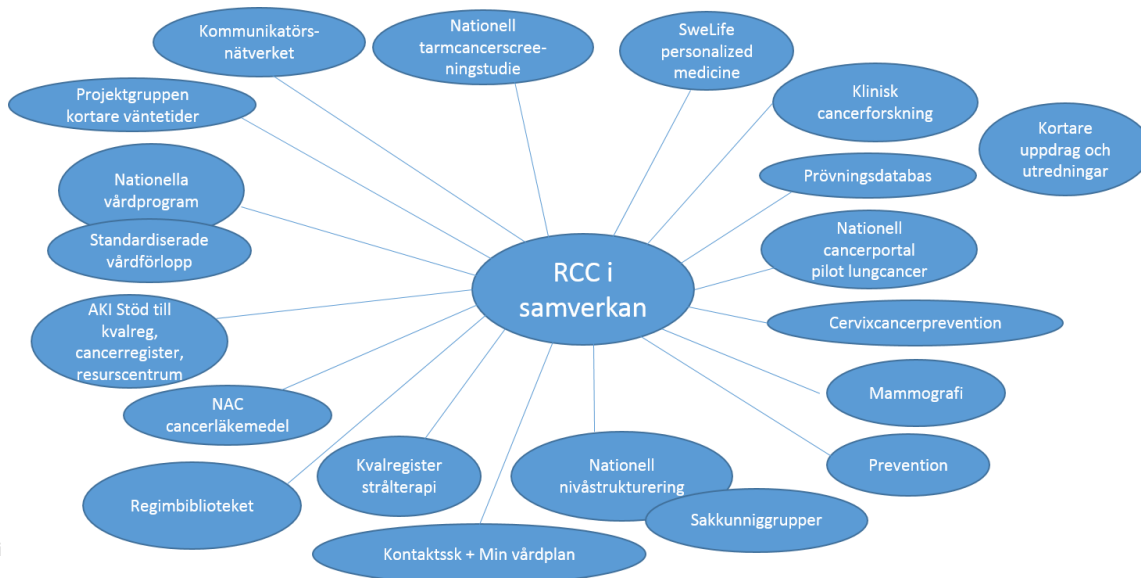 Kommunikatörs-
nätverket
Nationell
tarmcancerscree-
ningstudie
SweLife
personalized
medicine
Projektgruppen
kortare väntetider
Klinisk
cancerforskning
Kortare
uppdrag och
utredningar
Nationella
vårdprogram
Prövningsdatabas
Standardiserade
vårdförlopp
Nationell
cancerportal
pilot lungcancer
RCC i
samverkan
AKI Stöd till
kvalreg,
cancerregister,
resurscentrum
Cervixcancerprevention
NAC
cancerläkemedel
Mammografi
Regimbiblioteket
Kvalregister
strålterapi
Nationell
nivåstrukturering
Prevention
Sakkunniggrupper
Kontaktssk + Min vårdplan
i